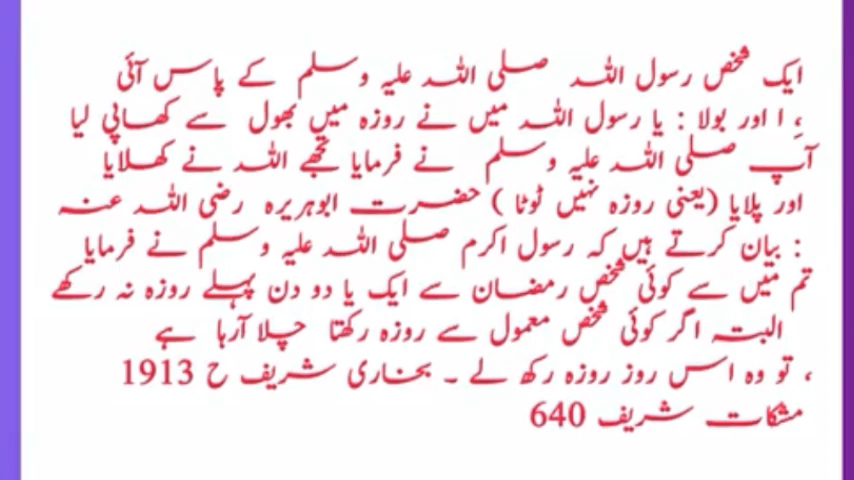 ایک شخص رسول اللہ صلی اللہ علیہ وسلم کے پاس آئی
ِ، ا اور بولا : یا رسول اللہ میں نے روزہ میں بھول سے کھاپی لیا
آپ صلی اللہ علیہ وسلم نے فرمایا تجھے اللہ نے کھلایا
اور پلایا (یعنی روزہ نہیں ٹوٹا ) حضرت ابوہریرہ رضی اللہ عنہ
: بیان کرتے ہیں کہ رسول اکرم صلی اللہ علیہ وسلم نے فرمایا
تم میں سے کوئی شخص رمضان سے ایک یا دو دن پہلے روزہ نہ رکھے
البتہ اگر کوئی شخص معمول سے روزہ رکھتا چلا آرہا ہے
، تو وہ اس روز روزہ رکھ لے ۔ بخاری شریف ح 1913
مشکات شریف 640